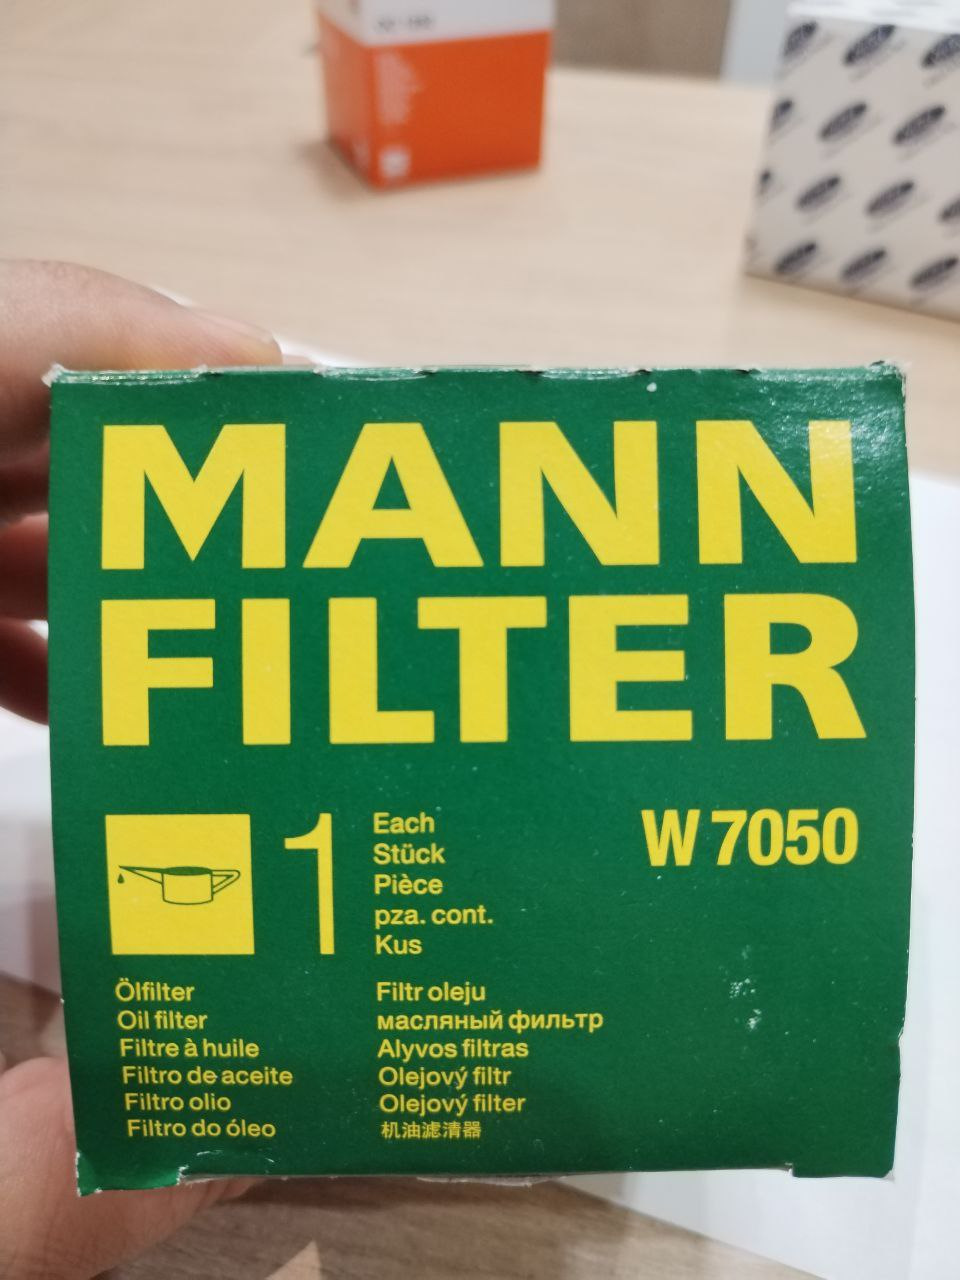 MANN
FILTER
1
Each
Stück
Pièce
pza. cont.
Kus
W 7050
Ölfilter
Oil filter
Filtre à huile
Filtro de aceite
Filtro olio
Filtro do óleo
Filtr oleju
масляный фильтр
Alyvos filtras
Olejový filtr
Olejový filter
机油滤清器